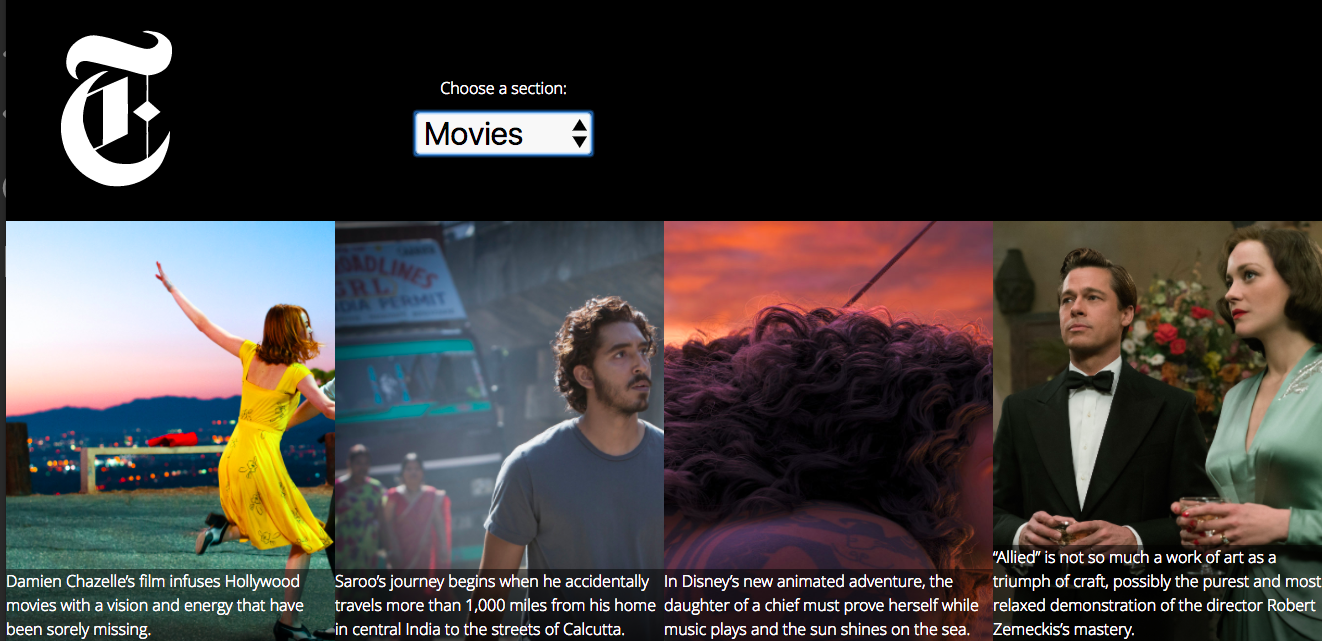 T
Choose a section:
Movies
ROADLINES
DIA PERMIT
Damien Chazelle’s film infuses Hollywood
movies with a vision and energy that have
been sorely missing.
Saroo’s journey begins when he accidentally
travels more than 1,000 miles from his home
in central India to the streets of Calcutta.
In Disney’s new animated adventure, the
daughter of a chief must prove herself while
music plays and the sun shines on the sea.
“Allied” is not so much a work of art as a
triumph of craft, possibly the purest and most
relaxed demonstration of the director Robert
Zemeckis’s mastery.